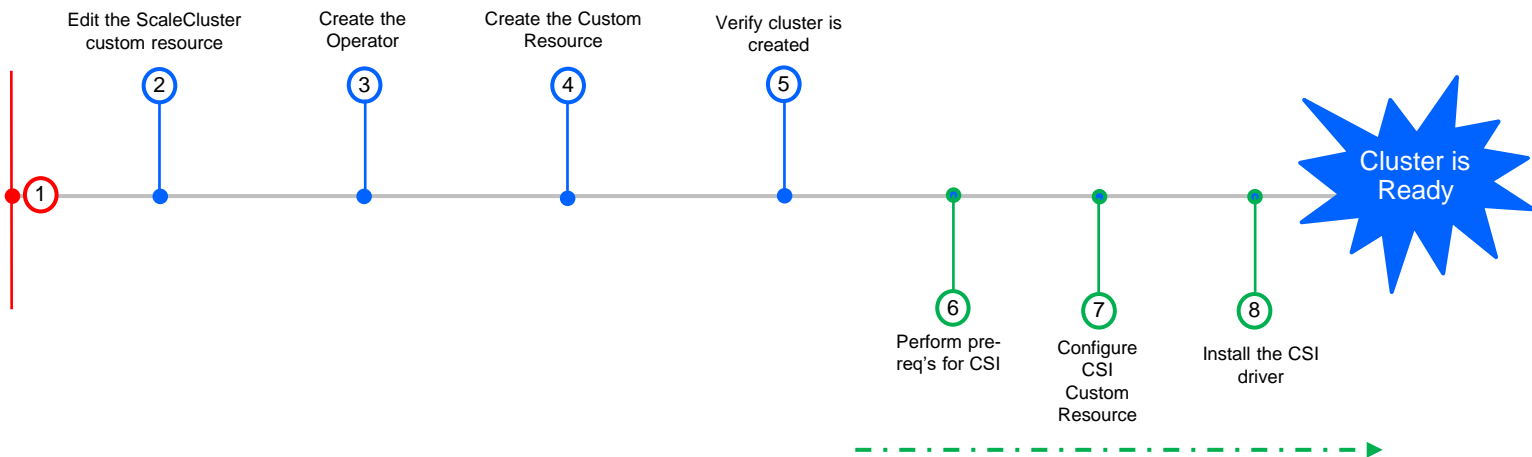 Edit the ScaleCluster
custom resource
Create the
Operator
Create the Custom
Resource
Verify cluster is
created
2
3
4
5
1
Cluster is
Ready
6
7
8
Perform pre-
req's for CSI
Configure
CSI
Custom
Resource
Install the CSI
driver